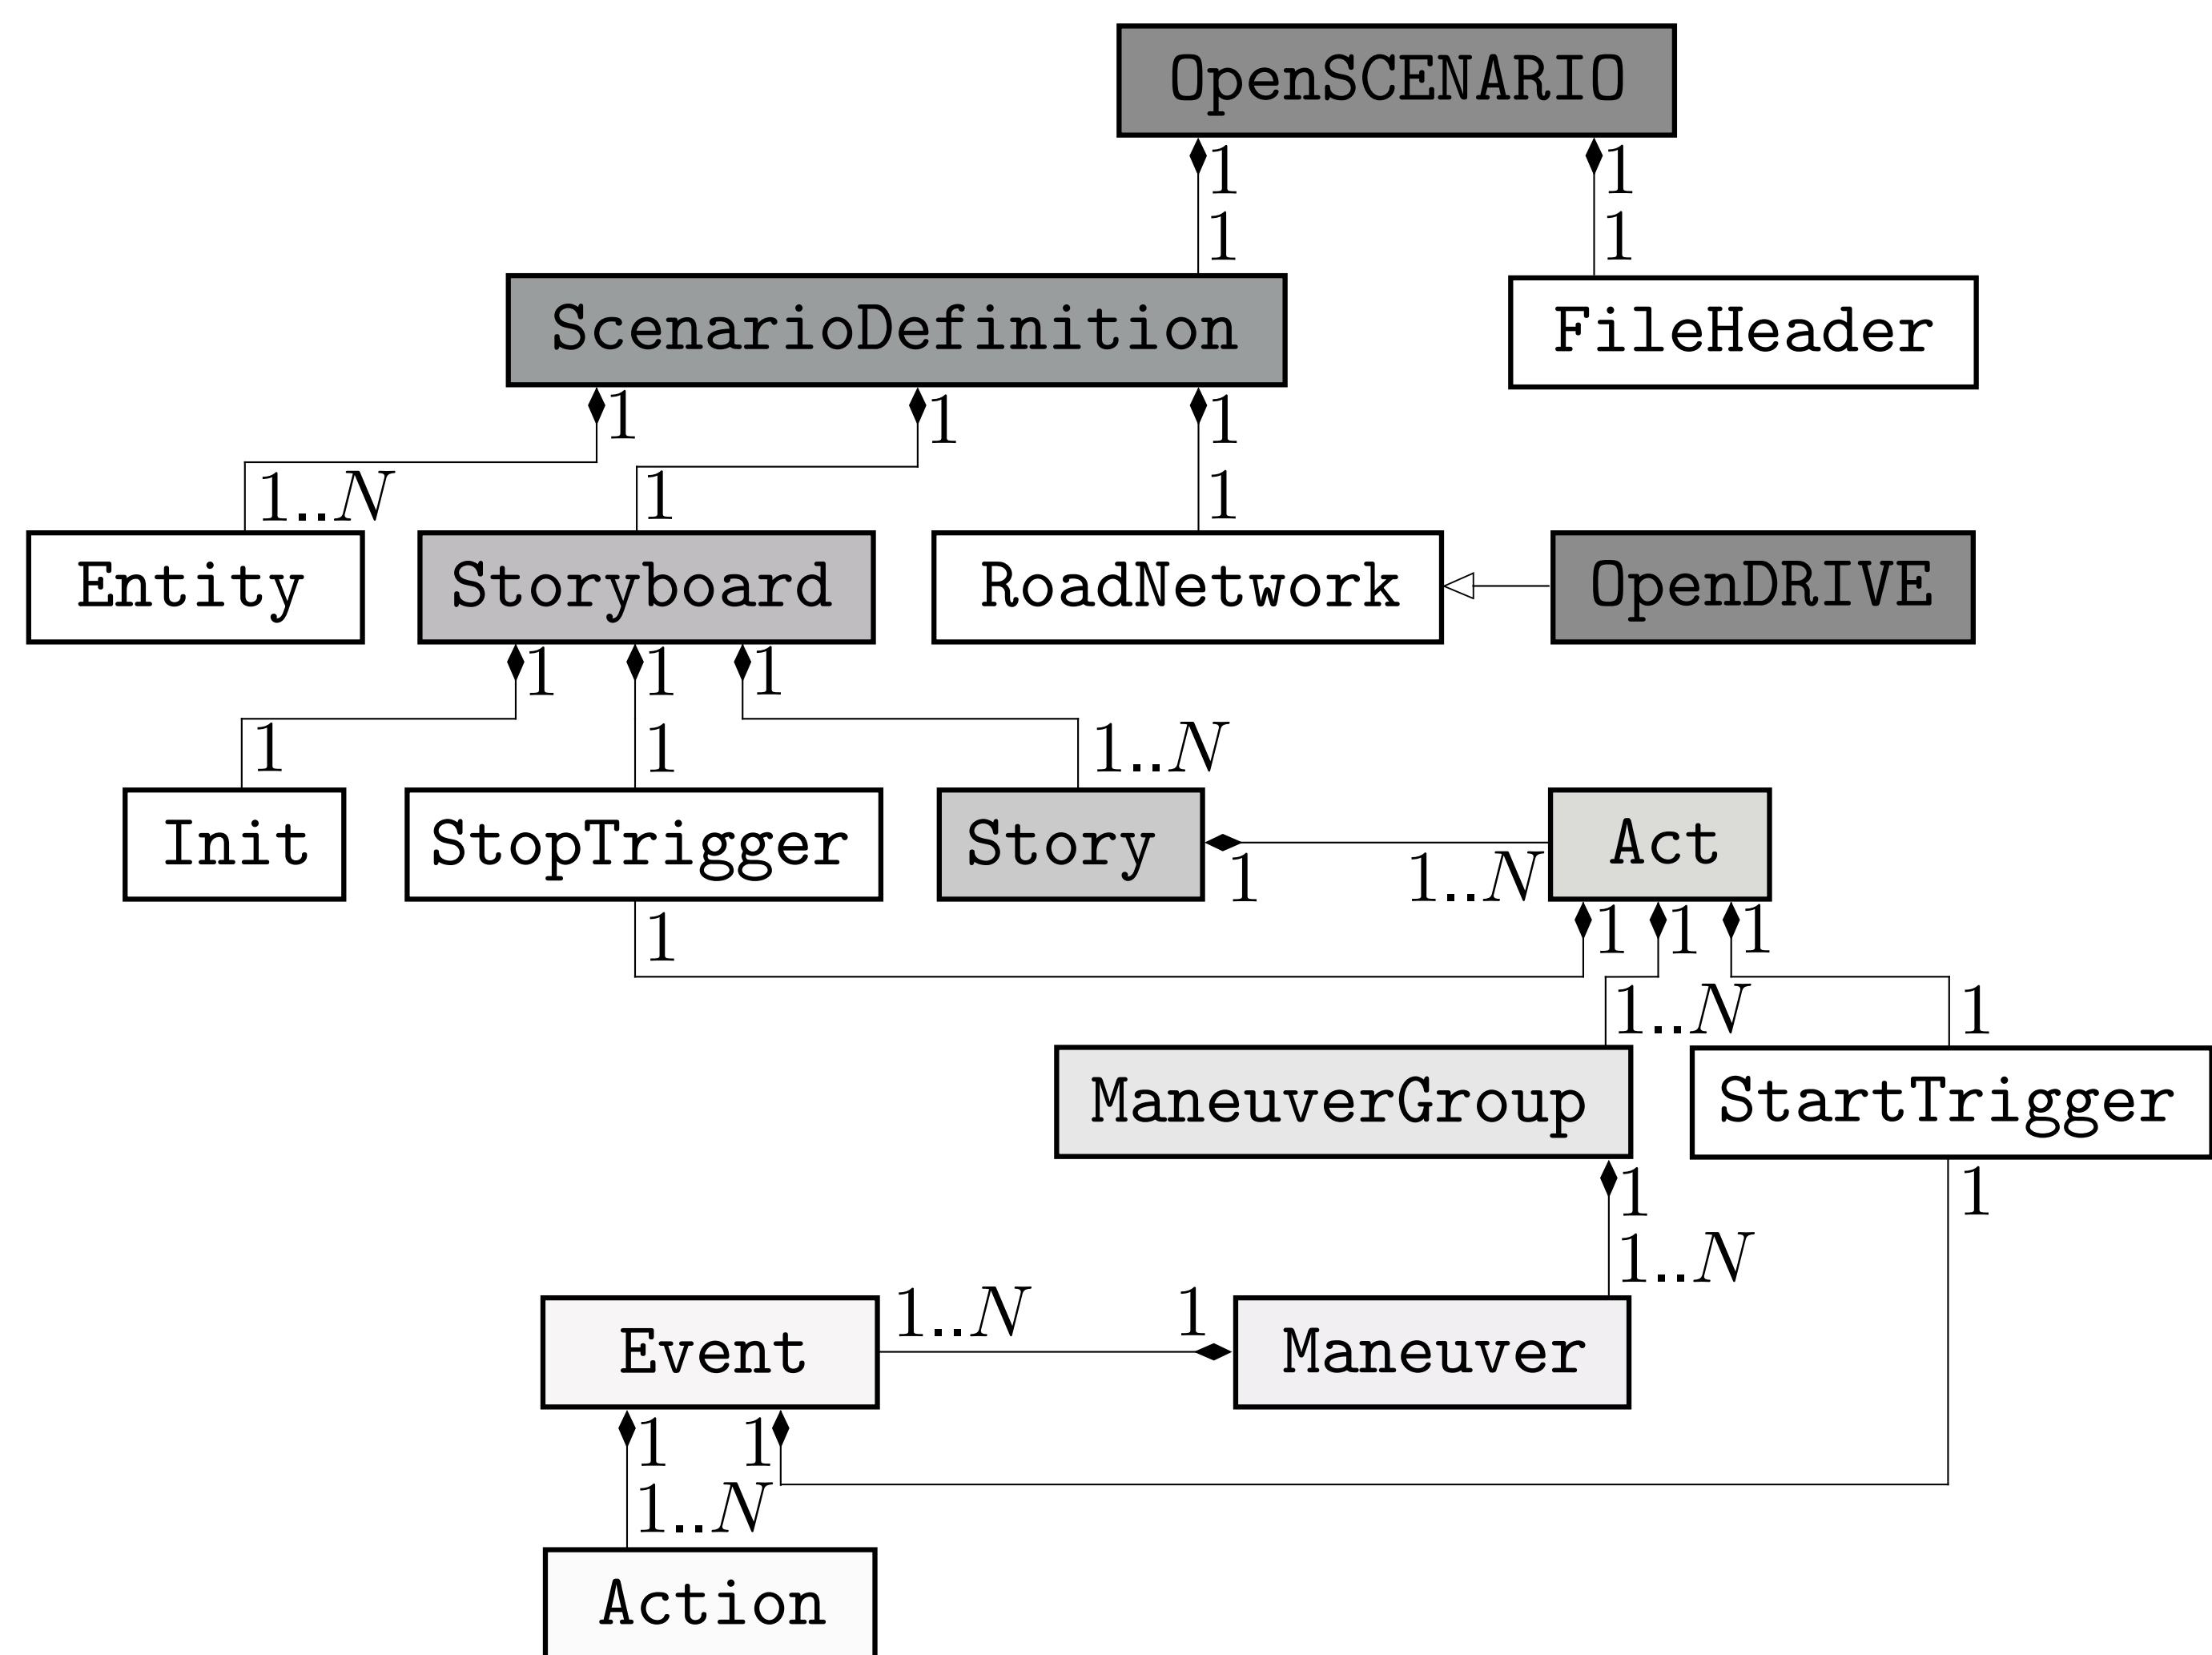 OpenSCENARIO
1 1
1 1
ScenarioDefinition FileHeader
1 1 1
1..N 1 1
Entity Storyboard RoadNetwork OpenDRIVE
1 1 1
1 1 1..N
Init StopTrigger Story Act
1 1..N
1 1 1 1
1..N 1
ManeuverGroup StartTrigger
1 1
1..N
1..N 1
Event Maneuver
1 1
1..N
Action